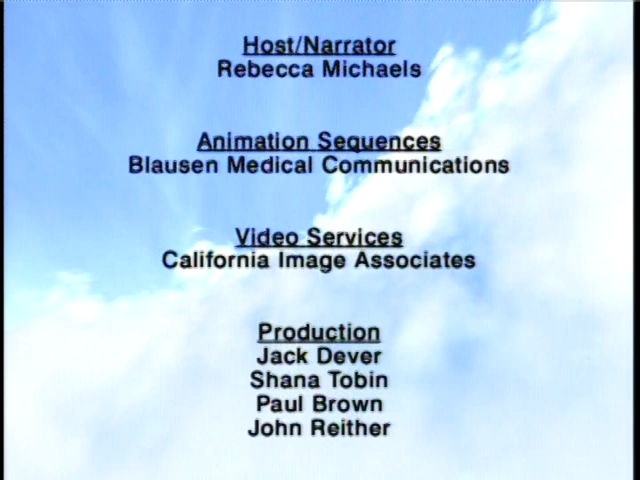 Host/Narrator
Rebecca Michaels
Animation Sequences
Blausen Medical Communications
Video Services
California Image Associates
Production
Jack Dever
Shana Tobin
Paul Brown
John Reither